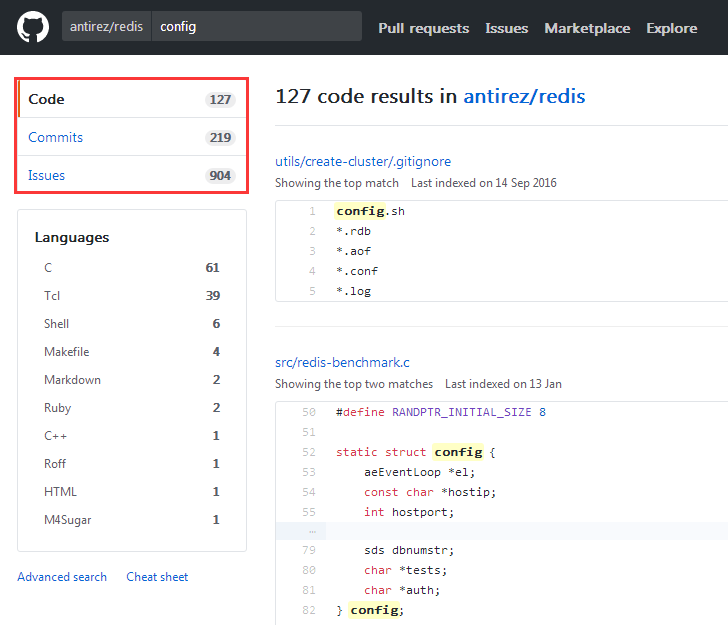 antirez/redis config Pull requests Issues Marketplace Explore
Code 127
Commits 219
Issues 904
Languages
C 61
Tcl 39
Shell 6
Makefile 4
Markdown 2
Ruby 2
C++ 1
Roff 1
HTML 1
M4Sugar 1
Advanced search Cheat sheet
127 code results in antirez/redis
utils/create-cluster/.gitignore
Showing the top match Last indexed on 14 Sep 2016
1 config.sh
2 *.rdb
3 *.aof
4 *.conf
5 *.log
src/redis-benchmark.c
Showing the top two matches Last indexed on 13 Jan
50 #define RANDPTR_INITIAL_SIZE 8
51
52 static struct config {
53 aeEventLoop *el;
54 const char *hostip;
55 int hostport;
…
79 sds dbnumstr;
80 char *tests;
81 char *auth;
82 } config;